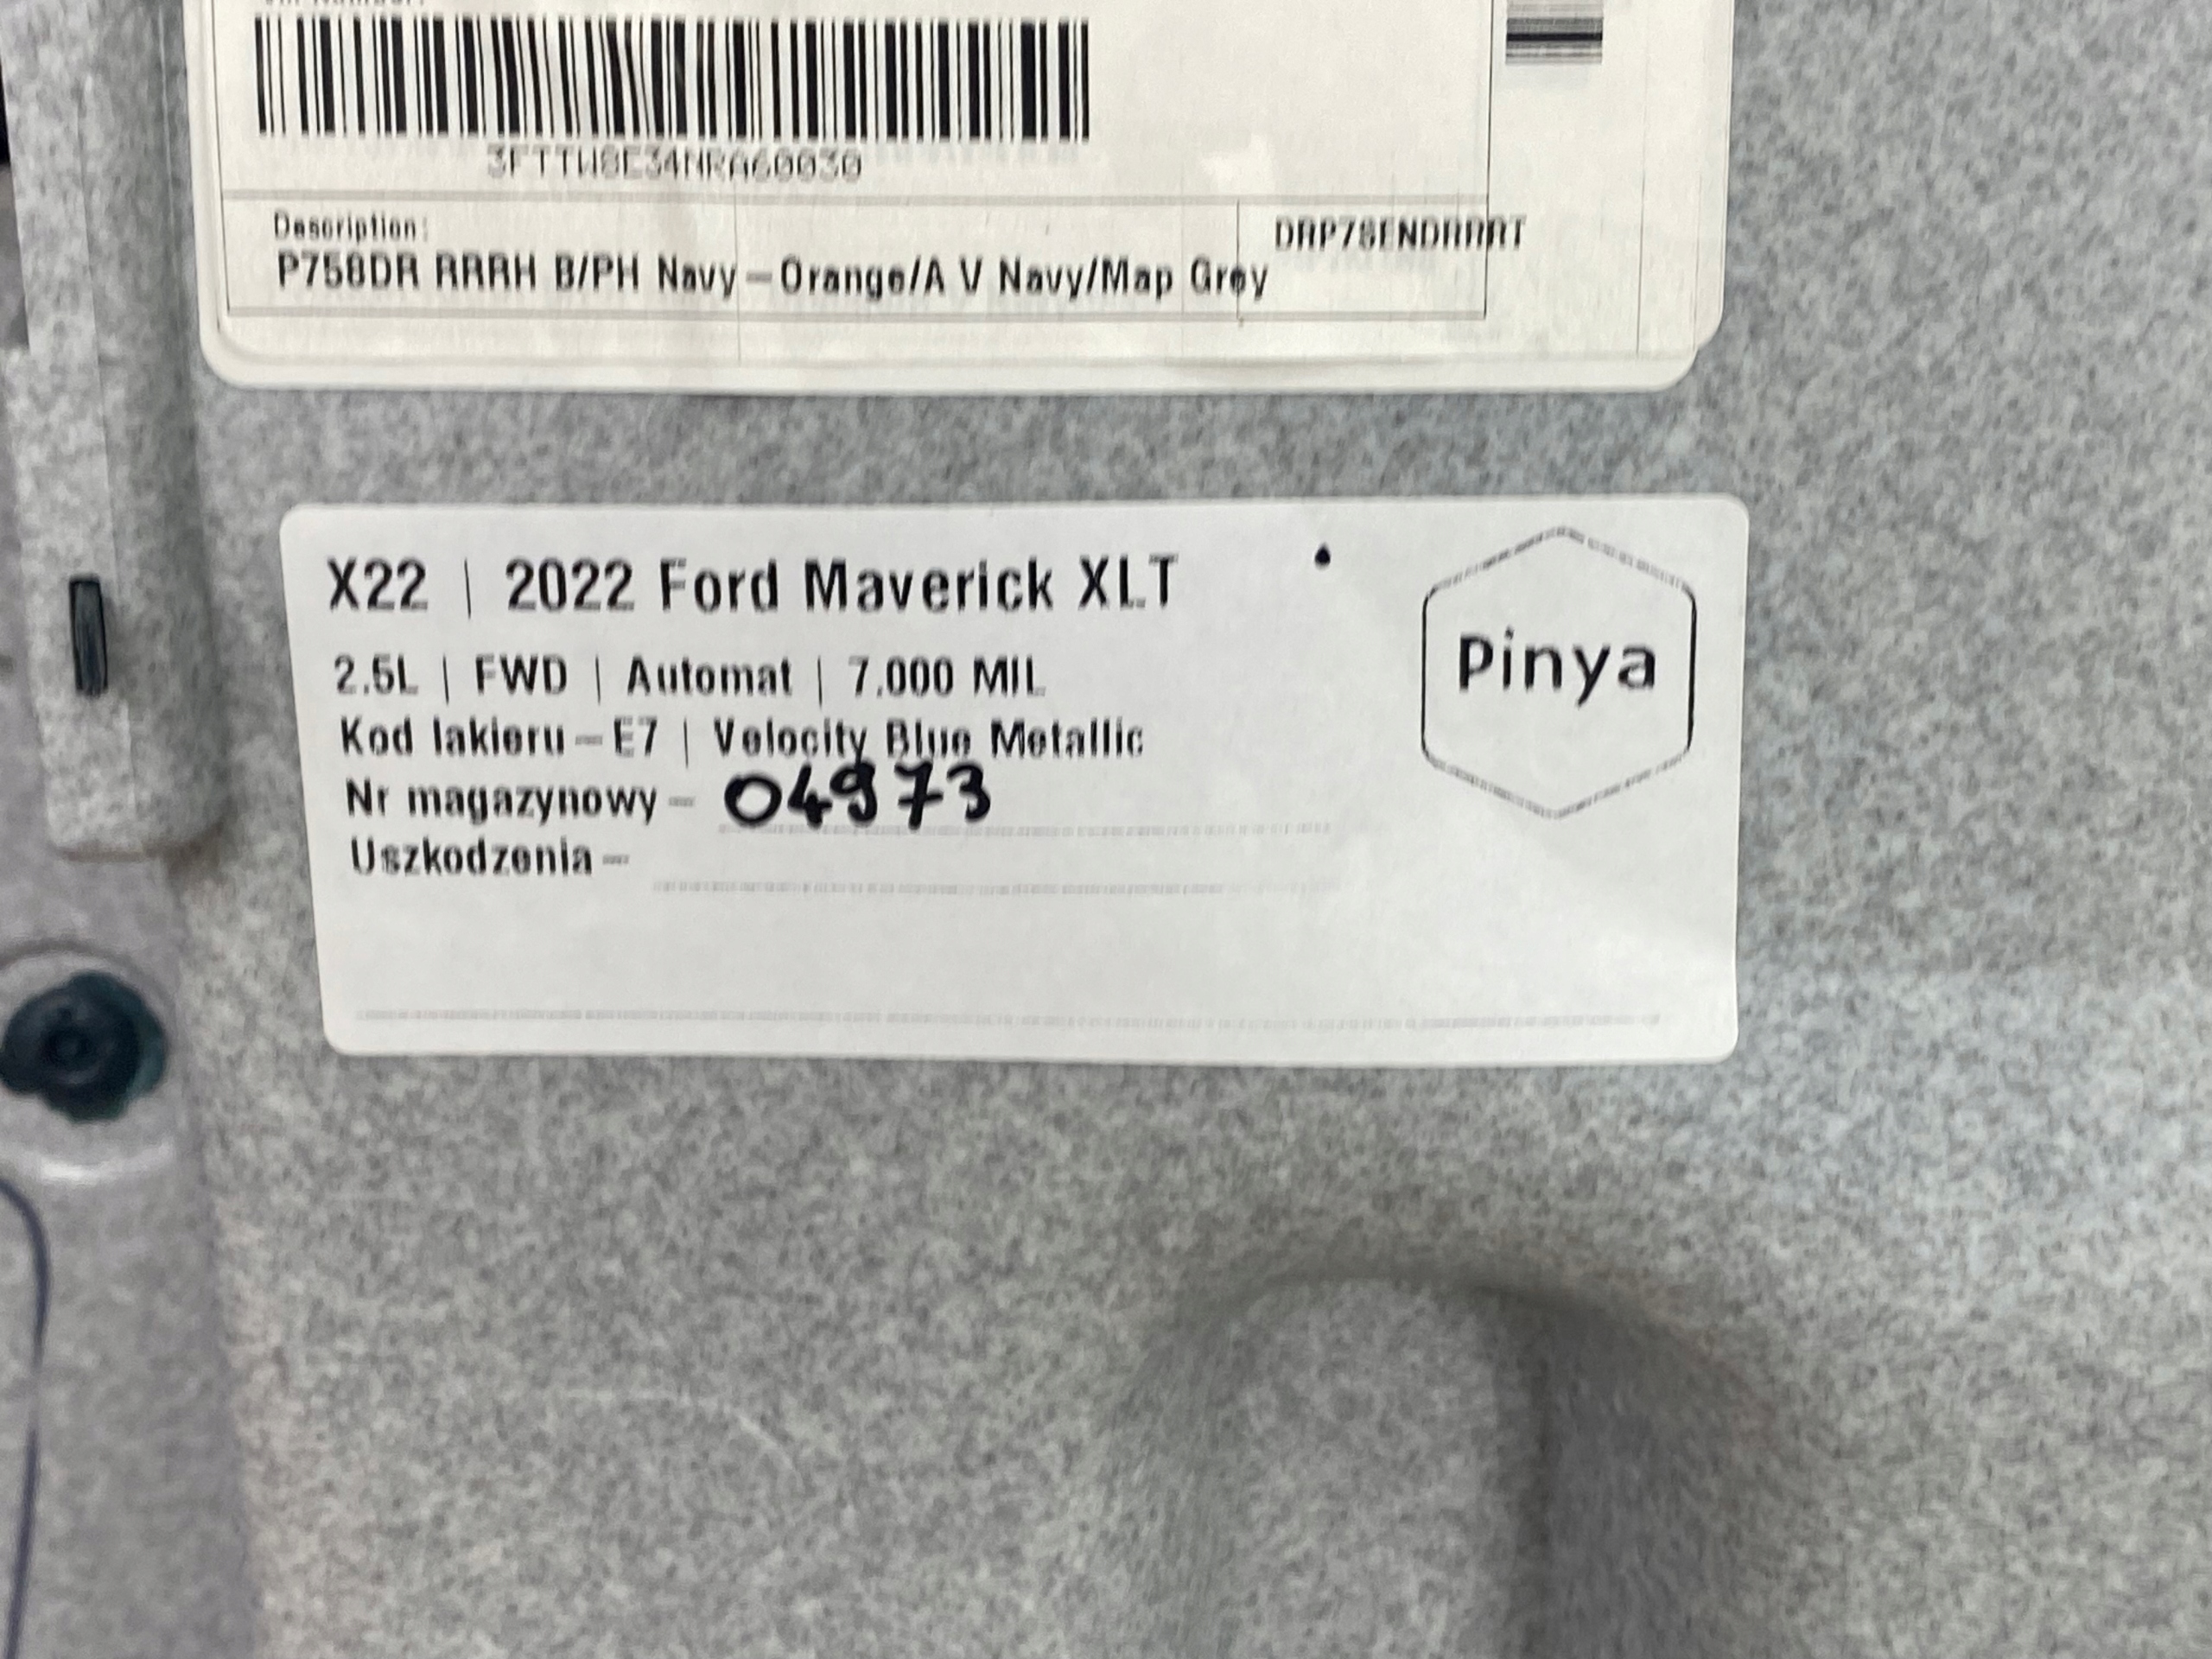 3FTTW8E34NRA60030
Description:
P758DR RRRH B/PH Navy – Orange/A V Navy/Map Grey
X22 | 2022 Ford Maverick XLT
2.5L | FWD | Automat | 7.000 MIL
Kod lakieru – E7 | Velocity Blue Metallic
Nr magazynowy – 04973
Uszkodzenia –
Pinya